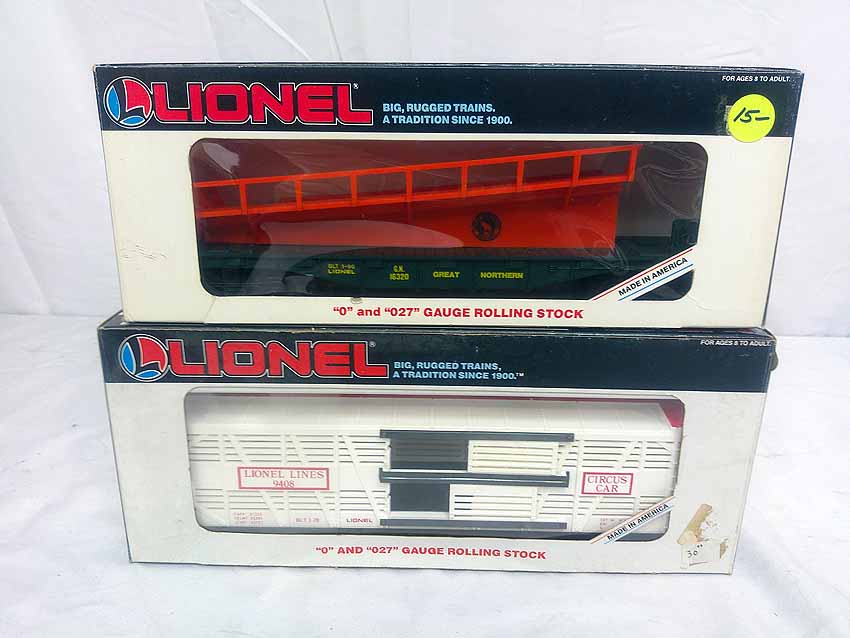 LIONEL®
BIG, RUGGED TRAINS.
A TRADITION SINCE 1900.
FOR AGES 8 TO ADULT.
15-
BLT 1-90
LIONEL
G.N.
16320
GREAT NORTHERN
MADE IN AMERICA
"O" and "027" GAUGE ROLLING STOCK
LIONEL
BIG, RUGGED TRAINS,
A TRADITION SINCE 1900.™
FOR AGES 8 TO ADULT
LIONEL LINES
9408
CIRCUS
CAR
BLT 1-78
LIONEL
MADE IN AMERICA
30
"O" AND "027" GAUGE ROLLING STOCK